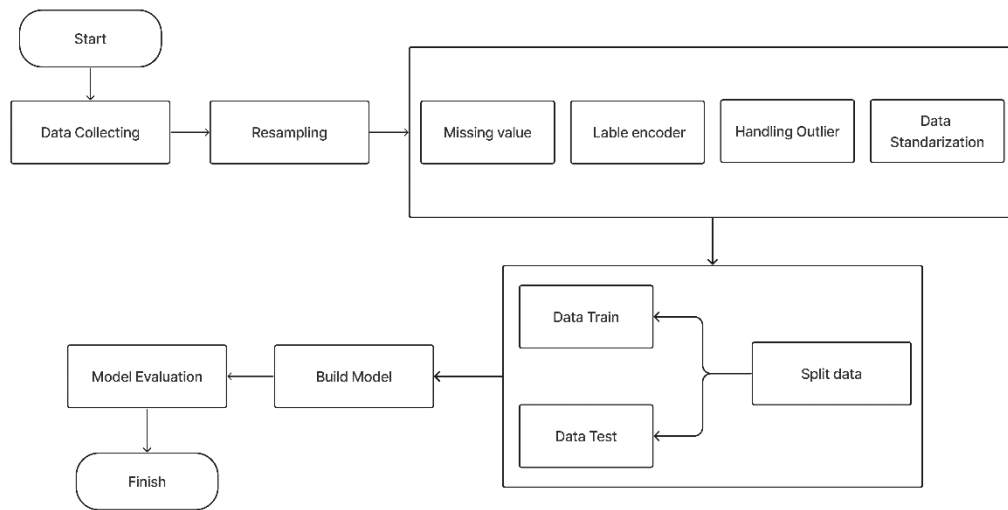 Start
Data Collecting
Resampling
Missing value
Lable encoder
Handling Outlier
Data
Standarization
Data Train
Split data
Data Test
Build Model
Model Evaluation
Finish